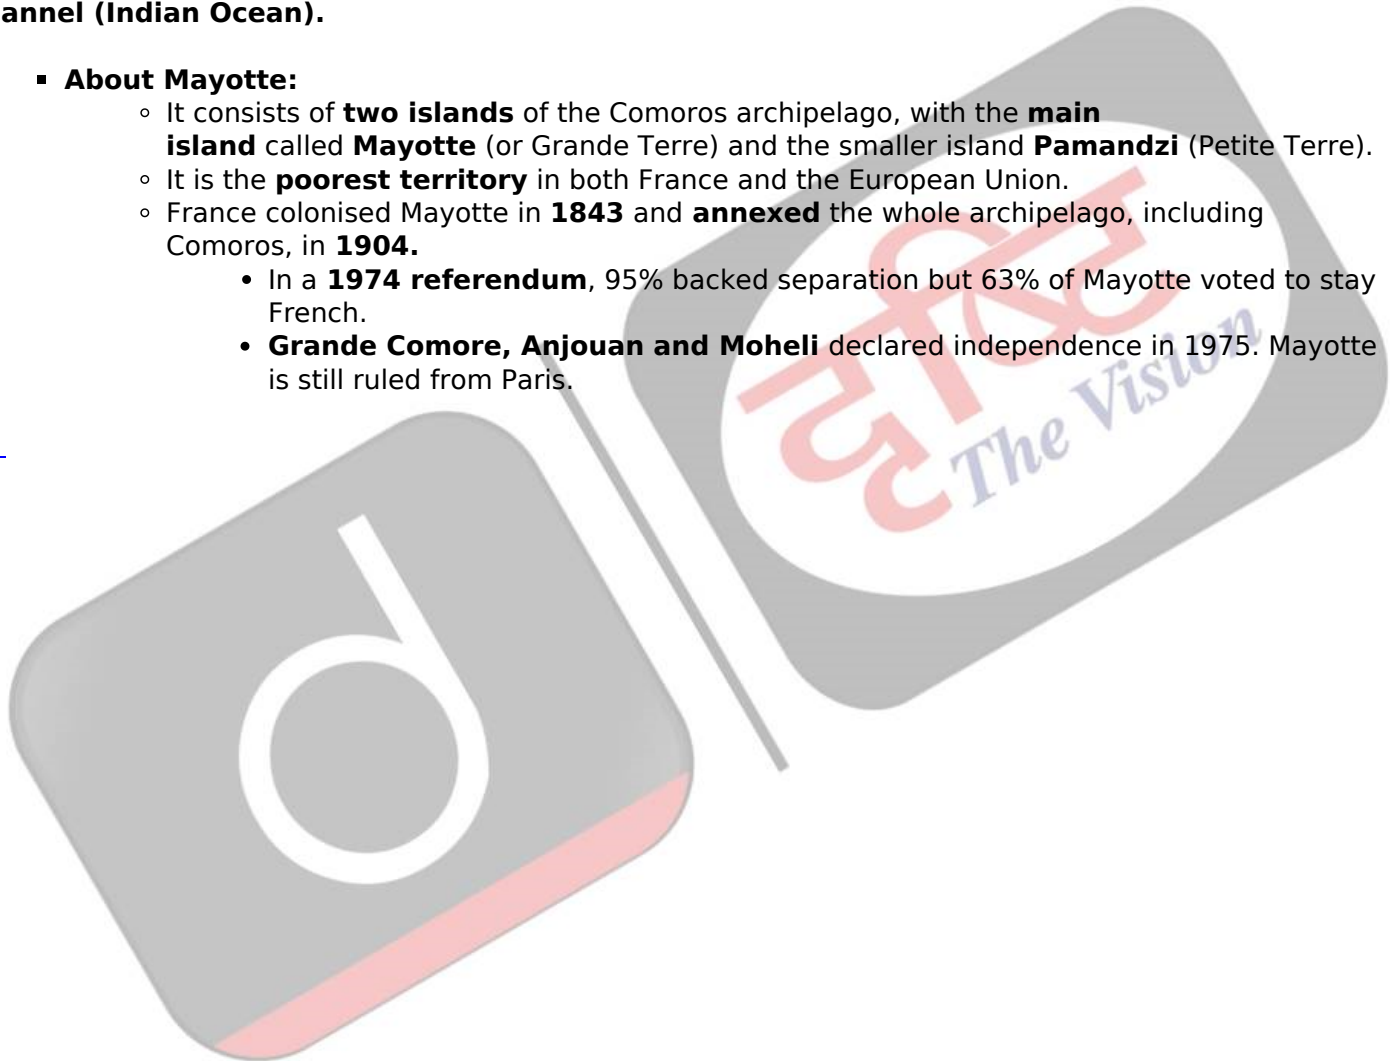 annel (Indian Ocean).
▪ About Mayotte:
◦ It consists of two islands of the Comoros archipelago, with the main
island called Mayotte (or Grande Terre) and the smaller island Pamandzi (Petite Terre).
◦ It is the poorest territory in both France and the European Union.
◦ France colonised Mayotte in 1843 and annexed the whole archipelago, including
Comoros, in 1904.
• In a 1974 referendum, 95% backed separation but 63% of Mayotte voted to stay
French.
• Grande Comore, Anjouan and Moheli declared independence in 1975. Mayotte
is still ruled from Paris.
दृष्टि
The Vision
d